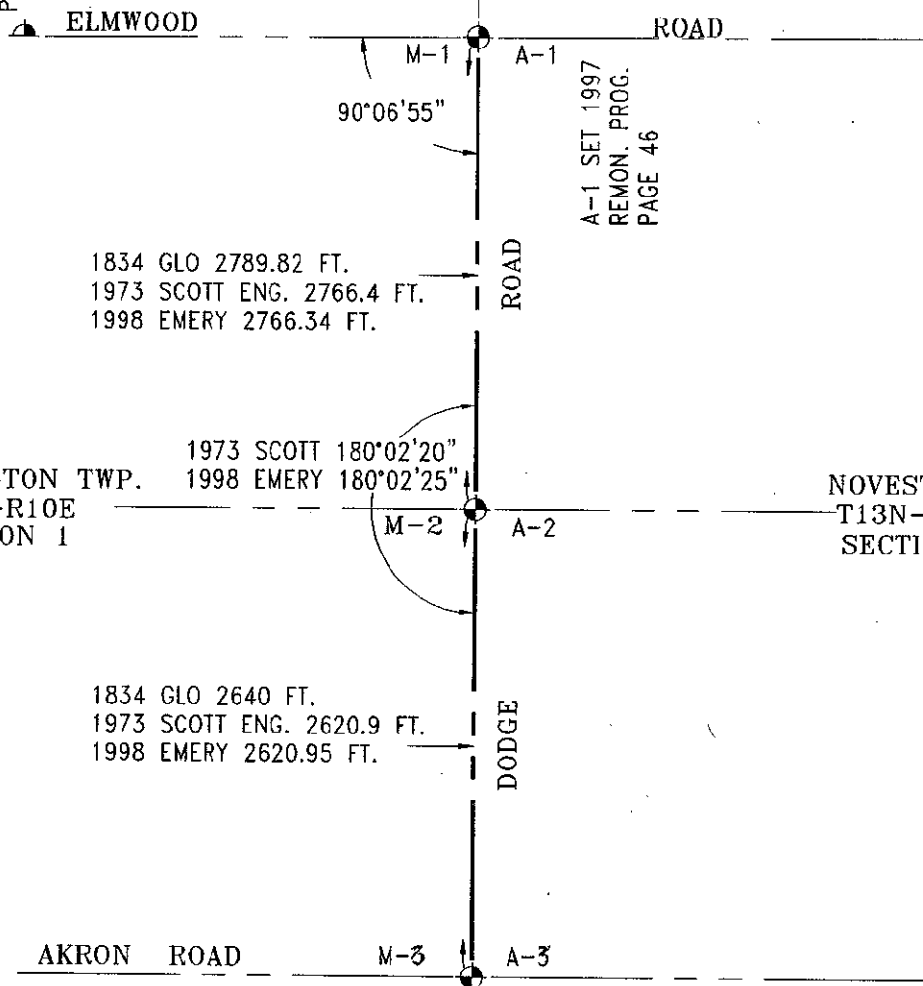 P
ELMWOOD ROAD
M-1 A-1
90°06'55"
A-1 SET 1997
REMON. PROG.
PAGE 46
1834 GLO 2789.82 FT.
1973 SCOTT ENG. 2766.4 FT.
1998 EMERY 2766.34 FT.
ROAD
1973 SCOTT 180°02'20"
1998 EMERY 180°02'25"
TON TWP.
-R10E
ON 1
M-2 A-2
NOVEST
T13N-
SECTI
1834 GLO 2640 FT.
1973 SCOTT ENG. 2620.9 FT.
1998 EMERY 2620.95 FT.
DODGE
AKRON ROAD
M-3 A-3